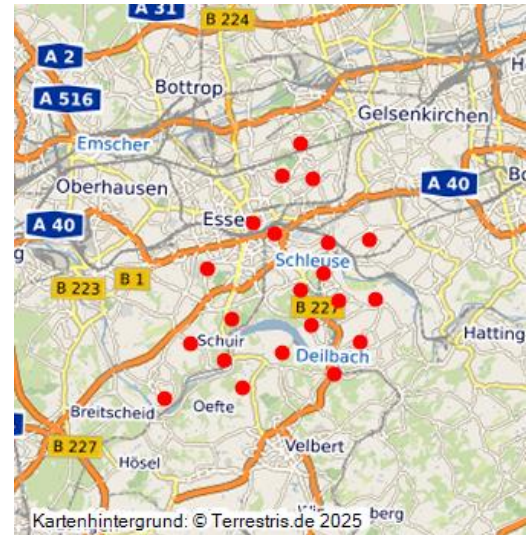 A 31
B 224
A 2
Bottrop
A 516
Gelsenkirchen
Emscher
Oberhausen
A 40
Esse
A 40
Schleuse
B 1
B 223
B 227
Hatting
Schuir
Deilbach
Breitscheid
Oefte
B 227
Velbert
Hösel
berg
Kartenhintergrund: © Terrestris.de 2025